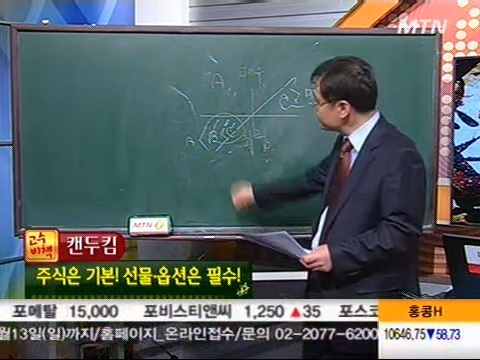 MTN
A
A
B
P
MTN
고수비책
캔두킴
주식은 기본! 선물·옵션은 필수!
포메탈 15,000 포비스티앤씨 1,250 ▲35 포스코
홍콩H
월13일(일)까지/홈페이지_온라인접수/문의 02-2077-6200
10646.75▼58.73